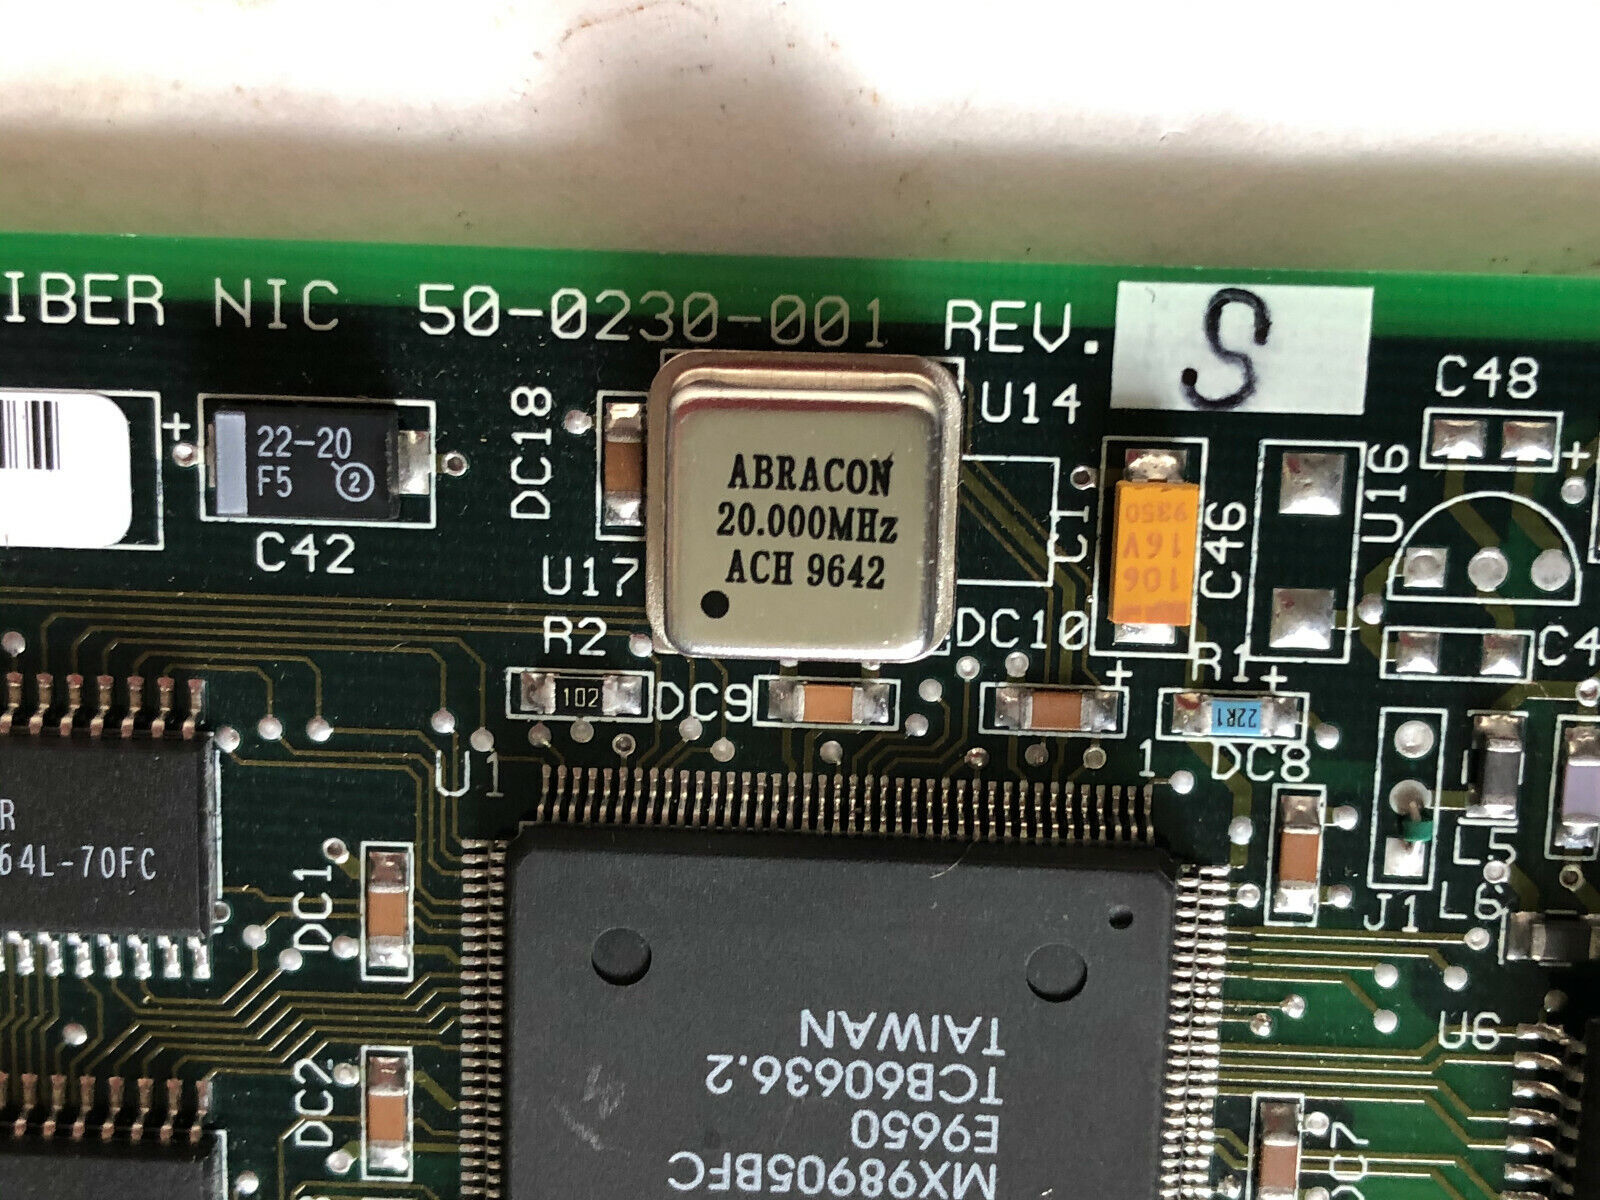 IBER NIC 50-0230-001 REV. S
C48
DC18
U14
22-20
F5 2
C42
ABRACON
20.000MHz
ACH 9642
U17
C1
9350
16V
106
C46
U16
R2
DC10
R1
C4
102
DC9
22R1
U1
1
DC8
R
64L-70FC
DC1
L5
J1
L6
U6
TAIWAN
TCB60636.2
E9650
MX98905BFC
DC2
DC7